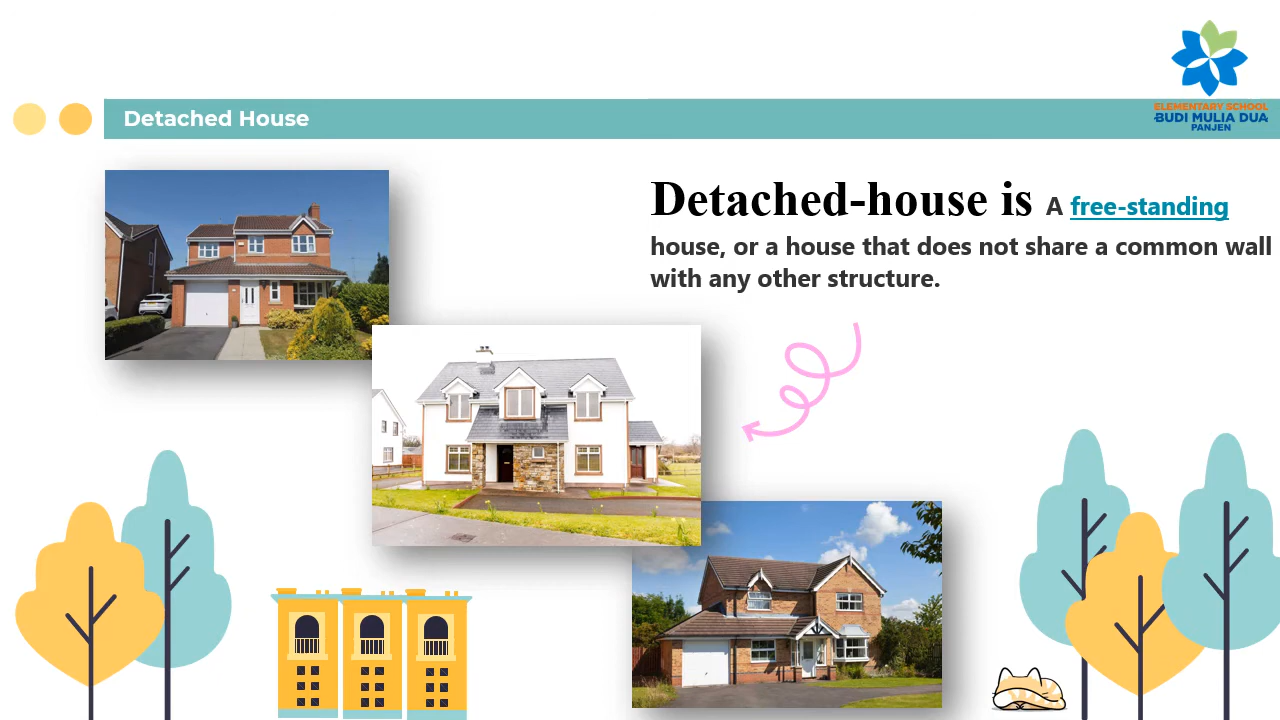 ELEMENTARY SCHOOL
BUDI MULIA DUA
PANJEN
Detached House
Detached-house is A free-standing
house, or a house that does not share a common wall
with any other structure.